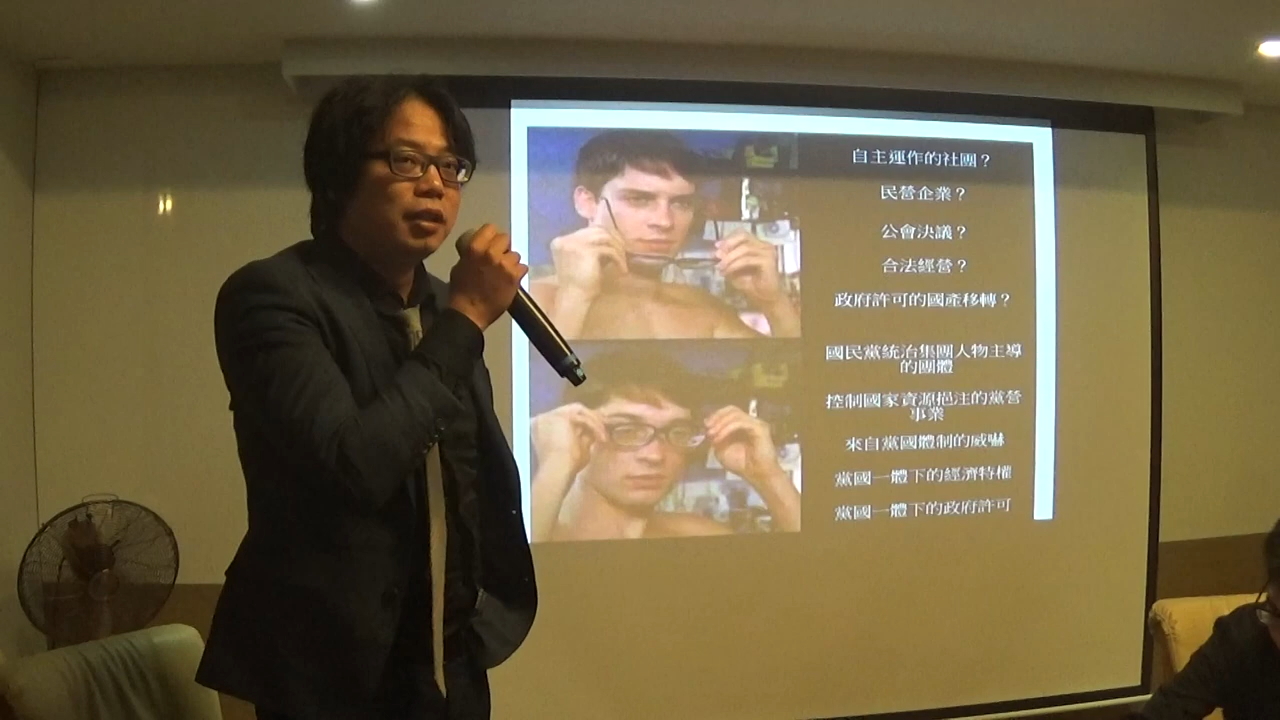 自主運作的社團？
民營企業？
公會決議？
合法經營？
政府許可的國產移轉？
國民黨統治集團人物主導
的團體
控制國家資源挹注的黨營
事業
來自黨國體制的威嚇
黨國一體下的經濟特權
黨國一體下的政府許可